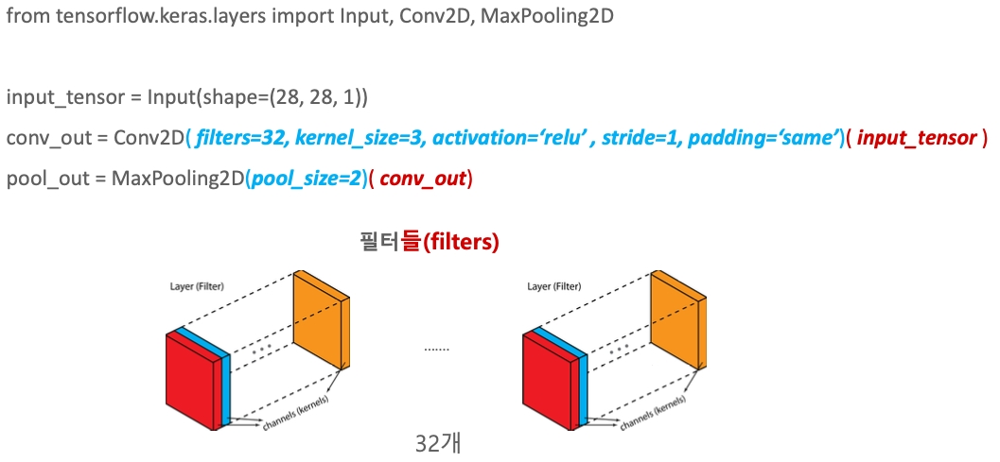 from tensorflow.keras.layers import Input, Conv2D, MaxPooling2D
input_tensor = Input(shape=(28, 28, 1))
conv_out = Conv2D( filters=32, kernel_size=3, activation=‘relu’ , stride=1, padding=‘same’)( input_tensor )
pool_out = MaxPooling2D(pool_size=2)( conv_out)
필터들(filters)
Layer (Filter)
channels (kernels)
.......
Layer (Filter)
channels (kernels)
32개